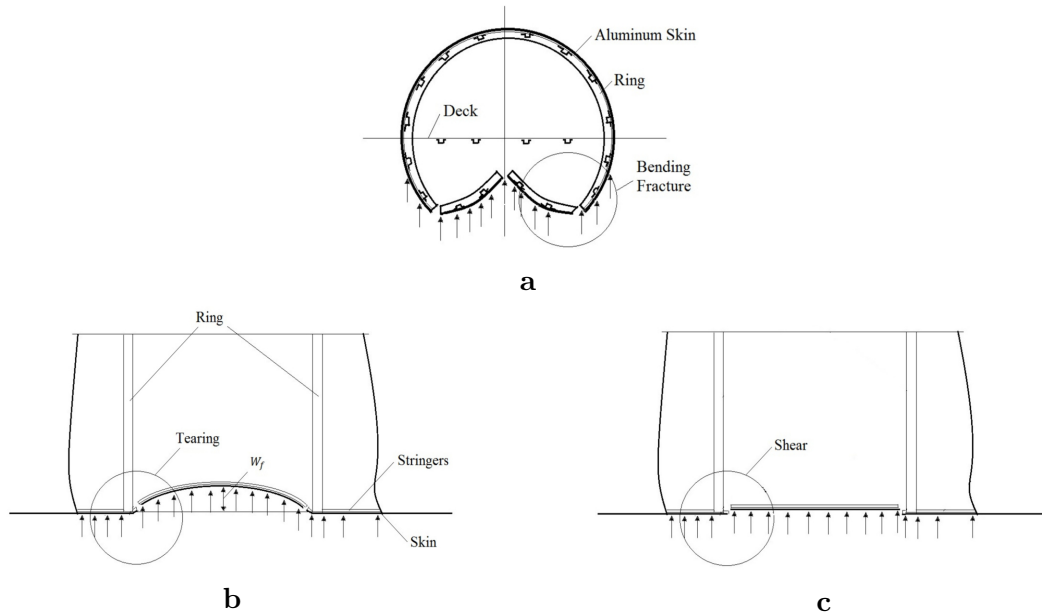 Aluminum Skin
Ring
Deck
Bending
Fracture
a
Ring
Tearing
W_f
Stringers
Skin
b
Shear
c